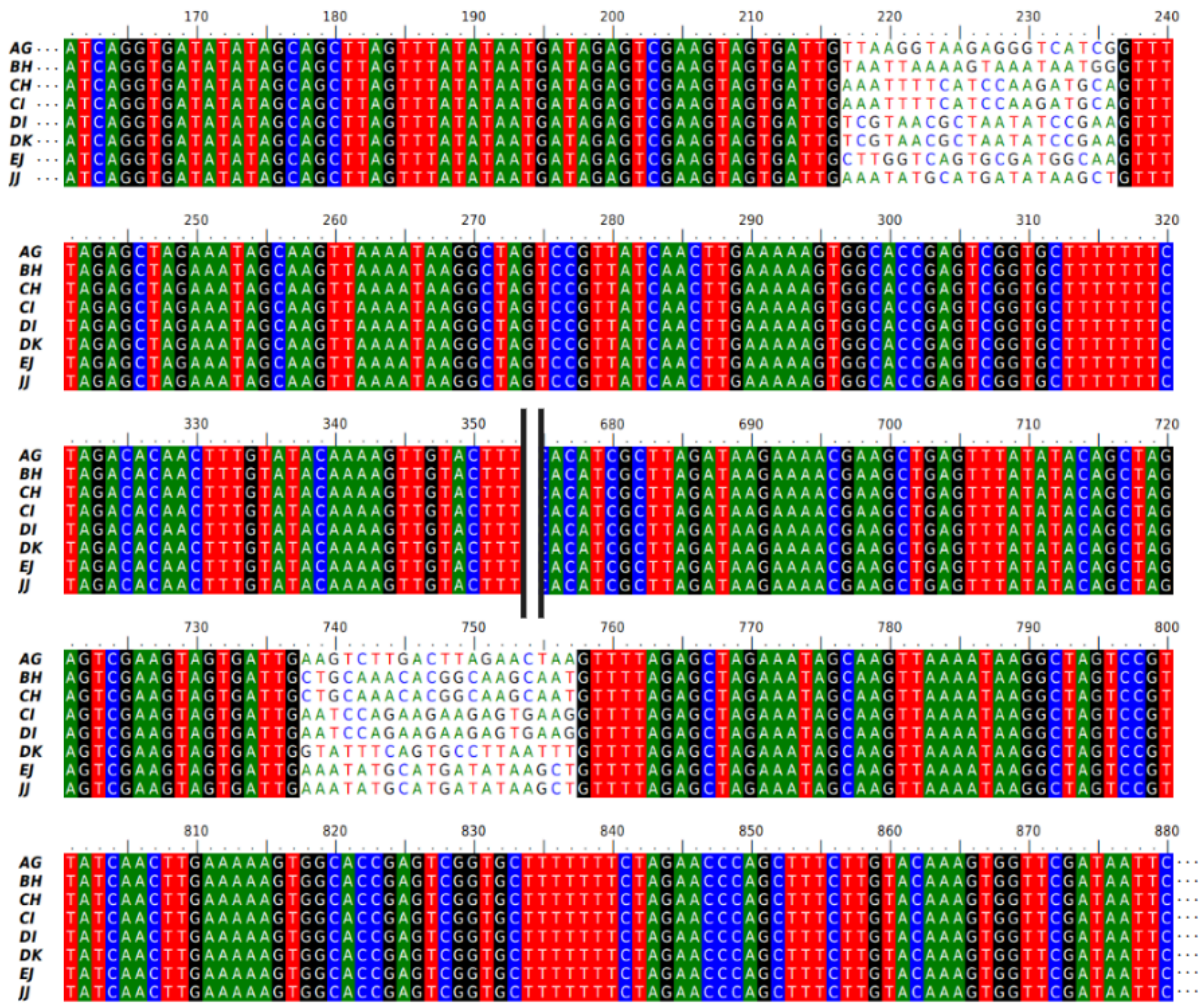 170 180 190 200 210 220 230 240
AG ··· ATCAGGTGATATATAGCAGCTTAGTTTATATAATGATAGAGTCGAAGTAGTGATTGTTAAGGTAAGAGGGTCATCGGTTT
BH ··· ATCAGGTGATATATAGCAGCTTAGTTTATATAATGATAGAGTCGAAGTAGTGATTGTAATTAAAAGTAAATAATGGGTTT
CH ··· ATCAGGTGATATATAGCAGCTTAGTTTATATAATGATAGAGTCGAAGTAGTGATTGAAATTTTCATCCAAGATGCAGTTT
CI ··· ATCAGGTGATATATAGCAGCTTAGTTTATATAATGATAGAGTCGAAGTAGTGATTGAAATTTTCATCCAAGATGCAGTTT
DI ··· ATCAGGTGATATATAGCAGCTTAGTTTATATAATGATAGAGTCGAAGTAGTGATTGTCGTAACGCTAATATCCGAAGTTT
DK ··· ATCAGGTGATATATAGCAGCTTAGTTTATATAATGATAGAGTCGAAGTAGTGATTGTCGTAACGCTAATATCCGAAGTTT
EJ ··· ATCAGGTGATATATAGCAGCTTAGTTTATATAATGATAGAGTCGAAGTAGTGATTGCTTGGTCAGTGCGATGGCAAGTTT
JJ ··· ATCAGGTGATATATAGCAGCTTAGTTTATATAATGATAGAGTCGAAGTAGTGATTGAAATATGCATGATATAAGCTGTTT
250 260 270 280 290 300 310 320
AG TAGAGCTAGAAATAGCAAGTTAAAATAAGGCTAGTCCGTTATCAACTTGAAAAAGTGGCACCGAGTCGGTGCTTTTTTTC
BH TAGAGCTAGAAATAGCAAGTTAAAATAAGGCTAGTCCGTTATCAACTTGAAAAAGTGGCACCGAGTCGGTGCTTTTTTTC
CH TAGAGCTAGAAATAGCAAGTTAAAATAAGGCTAGTCCGTTATCAACTTGAAAAAGTGGCACCGAGTCGGTGCTTTTTTTC
CI TAGAGCTAGAAATAGCAAGTTAAAATAAGGCTAGTCCGTTATCAACTTGAAAAAGTGGCACCGAGTCGGTGCTTTTTTTC
DI TAGAGCTAGAAATAGCAAGTTAAAATAAGGCTAGTCCGTTATCAACTTGAAAAAGTGGCACCGAGTCGGTGCTTTTTTTC
DK TAGAGCTAGAAATAGCAAGTTAAAATAAGGCTAGTCCGTTATCAACTTGAAAAAGTGGCACCGAGTCGGTGCTTTTTTTC
EJ TAGAGCTAGAAATAGCAAGTTAAAATAAGGCTAGTCCGTTATCAACTTGAAAAAGTGGCACCGAGTCGGTGCTTTTTTTC
JJ TAGAGCTAGAAATAGCAAGTTAAAATAAGGCTAGTCCGTTATCAACTTGAAAAAGTGGCACCGAGTCGGTGCTTTTTTTC
330 340 350 680 690 700 710 720
AG TAGACACAACTTTGTATACAAAAGTTGTACTTT ACATCGCTTAGATAAGAAAACGAAGCTGAGTTTATATACAGCTAG
BH TAGACACAACTTTGTATACAAAAGTTGTACTTT ACATCGCTTAGATAAGAAAACGAAGCTGAGTTTATATACAGCTAG
CH TAGACACAACTTTGTATACAAAAGTTGTACTTT ACATCGCTTAGATAAGAAAACGAAGCTGAGTTTATATACAGCTAG
CI TAGACACAACTTTGTATACAAAAGTTGTACTTT ACATCGCTTAGATAAGAAAACGAAGCTGAGTTTATATACAGCTAG
DI TAGACACAACTTTGTATACAAAAGTTGTACTTT ACATCGCTTAGATAAGAAAACGAAGCTGAGTTTATATACAGCTAG
DK TAGACACAACTTTGTATACAAAAGTTGTACTTT ACATCGCTTAGATAAGAAAACGAAGCTGAGTTTATATACAGCTAG
EJ TAGACACAACTTTGTATACAAAAGTTGTACTTT ACATCGCTTAGATAAGAAAACGAAGCTGAGTTTATATACAGCTAG
JJ TAGACACAACTTTGTATACAAAAGTTGTACTTT ACATCGCTTAGATAAGAAAACGAAGCTGAGTTTATATACAGCTAG
730 740 750 760 770 780 790 800
AG AGTCGAAGTAGTGATTGAAGTCTTGACTTAGAACTAAGTTTTAGAGCTAGAAATAGCAAGTTAAAATAAGGCTAGTCCGT
BH AGTCGAAGTAGTGATTGCTGCAAACACGGCAAGCAATGTTTTAGAGCTAGAAATAGCAAGTTAAAATAAGGCTAGTCCGT
CH AGTCGAAGTAGTGATTGCTGCAAACACGGCAAGCAATGTTTTAGAGCTAGAAATAGCAAGTTAAAATAAGGCTAGTCCGT
CI AGTCGAAGTAGTGATTGAATCCAGAAGAAGAGTGAAGGTTTTAGAGCTAGAAATAGCAAGTTAAAATAAGGCTAGTCCGT
DI AGTCGAAGTAGTGATTGAATCCAGAAGAAGAGTGAAGGTTTTAGAGCTAGAAATAGCAAGTTAAAATAAGGCTAGTCCGT
DK AGTCGAAGTAGTGATTGGTATTTCAGTGCCTTAATTTGTTTTAGAGCTAGAAATAGCAAGTTAAAATAAGGCTAGTCCGT
EJ AGTCGAAGTAGTGATTGAAATATGCATGATATAAGCTGTTTTAGAGCTAGAAATAGCAAGTTAAAATAAGGCTAGTCCGT
JJ AGTCGAAGTAGTGATTGAAATATGCATGATATAAGCTGTTTTAGAGCTAGAAATAGCAAGTTAAAATAAGGCTAGTCCGT
810 820 830 840 850 860 870 880
AG TATCAACTTGAAAAAGTGGCACCGAGTCGGTGCTTTTTTTCTAGAACCCAGCTTTCTTGTACAAAGTGGTTCGATAATTC ···
BH TATCAACTTGAAAAAGTGGCACCGAGTCGGTGCTTTTTTTCTAGAACCCAGCTTTCTTGTACAAAGTGGTTCGATAATTC ···
CH TATCAACTTGAAAAAGTGGCACCGAGTCGGTGCTTTTTTTCTAGAACCCAGCTTTCTTGTACAAAGTGGTTCGATAATTC ···
CI TATCAACTTGAAAAAGTGGCACCGAGTCGGTGCTTTTTTTCTAGAACCCAGCTTTCTTGTACAAAGTGGTTCGATAATTC ···
DI TATCAACTTGAAAAAGTGGCACCGAGTCGGTGCTTTTTTTCTAGAACCCAGCTTTCTTGTACAAAGTGGTTCGATAATTC ···
DK TATCAACTTGAAAAAGTGGCACCGAGTCGGTGCTTTTTTTCTAGAACCCAGCTTTCTTGTACAAAGTGGTTCGATAATTC ···
EJ TATCAACTTGAAAAAGTGGCACCGAGTCGGTGCTTTTTTTCTAGAACCCAGCTTTCTTGTACAAAGTGGTTCGATAATTC ···
JJ TATCAACTTGAAAAAGTGGCACCGAGTCGGTGCTTTTTTTCTAGAACCCAGCTTTCTTGTACAAAGTGGTTCGATAATTC ···